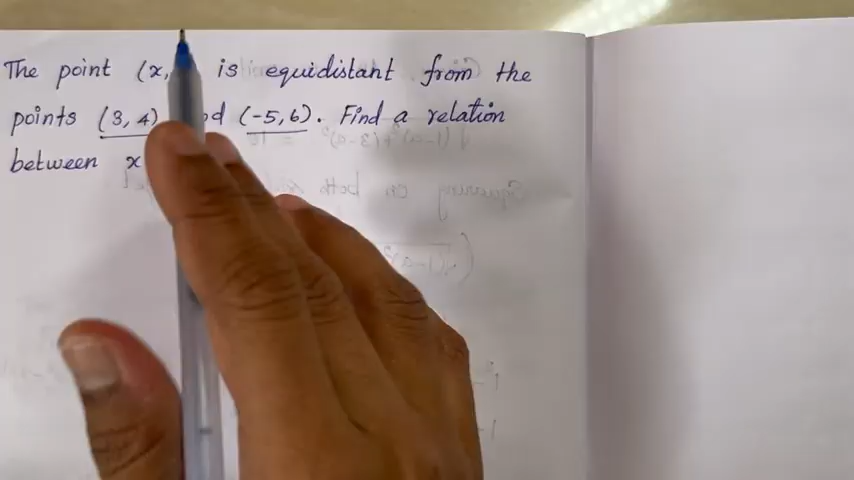 The point (x, is equidistant from the
points (3, 4) d (-5, 6). Find a relation
between x